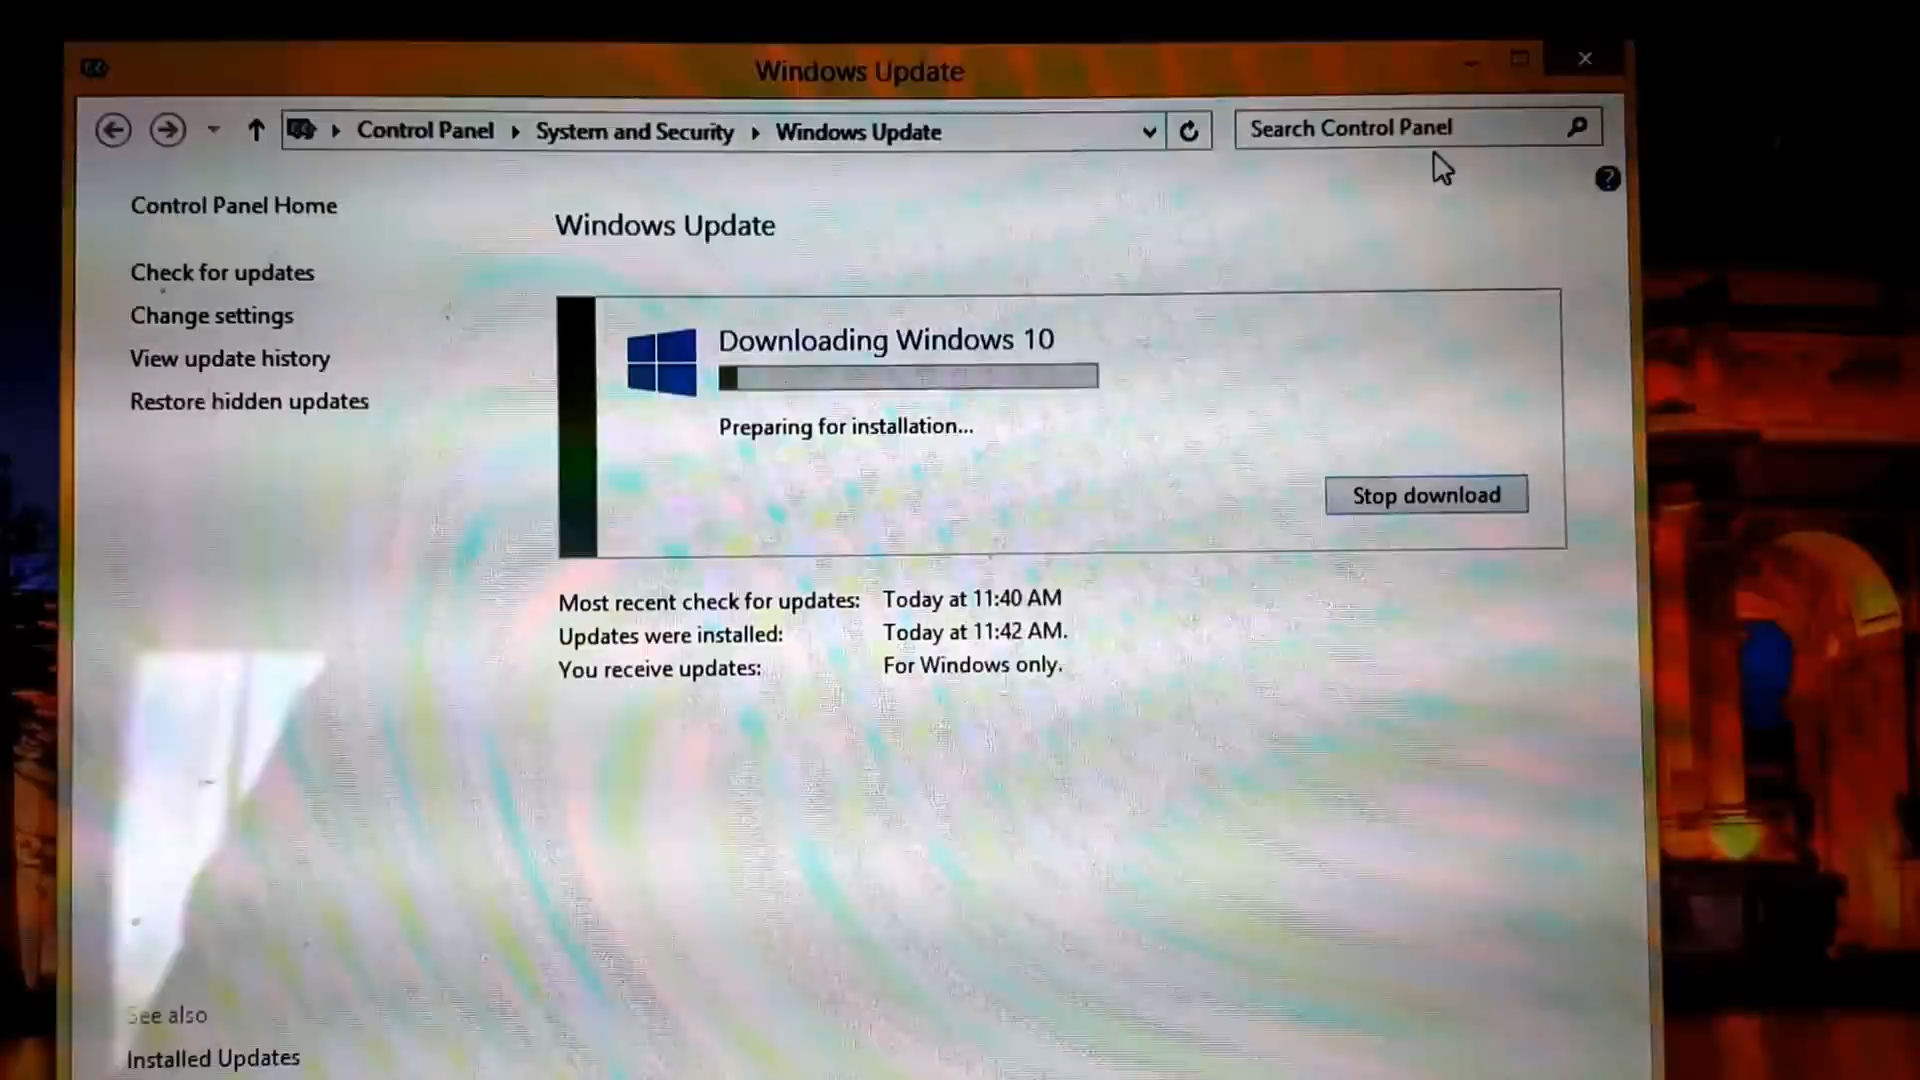 Windows Update
Control Panel System and Security Windows Update
Search Control Panel
Control Panel Home
Check for updates
Change settings
View update history
Restore hidden updates
Windows Update
Downloading Windows 10
Preparing for installation...
Stop download
Most recent check for updates: Today at 11:40 AM
Updates were installed: Today at 11:42 AM.
You receive updates: For Windows only.
See also
Installed Updates